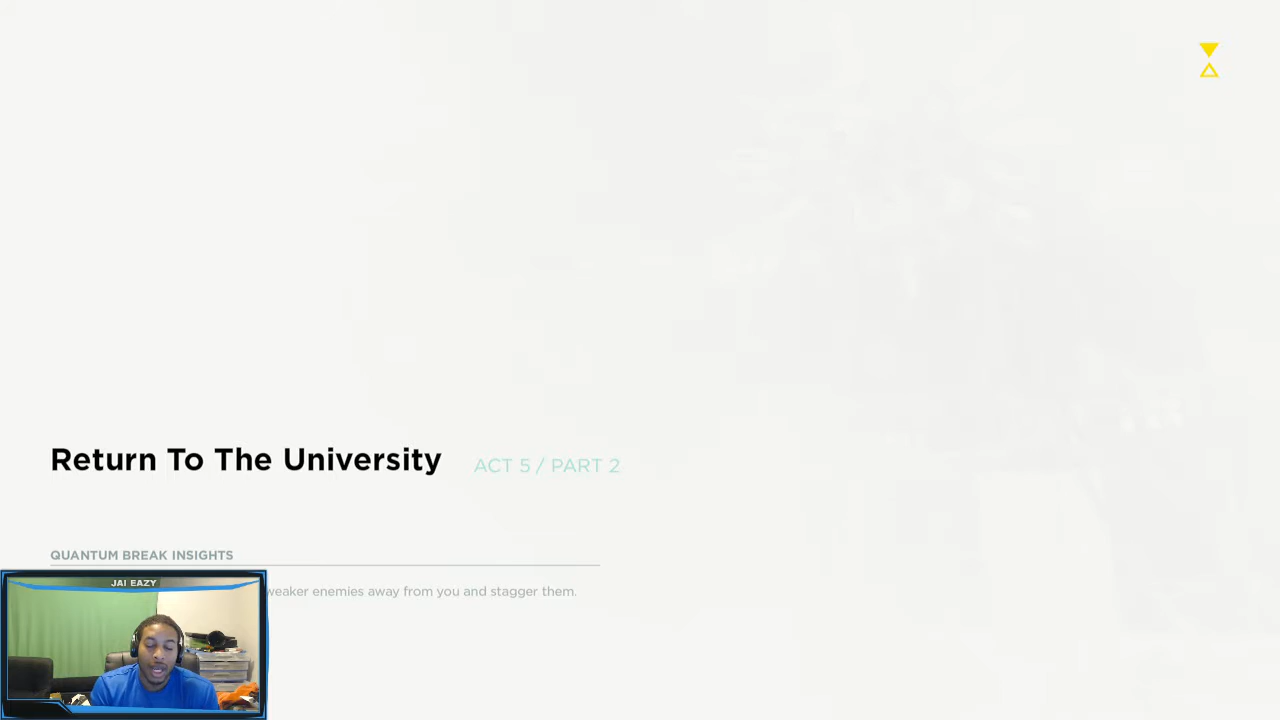 Return To The University ACT 5 / PART 2
QUANTUM BREAK INSIGHTS
weaker enemies away from you and stagger them.
JAI EAZY